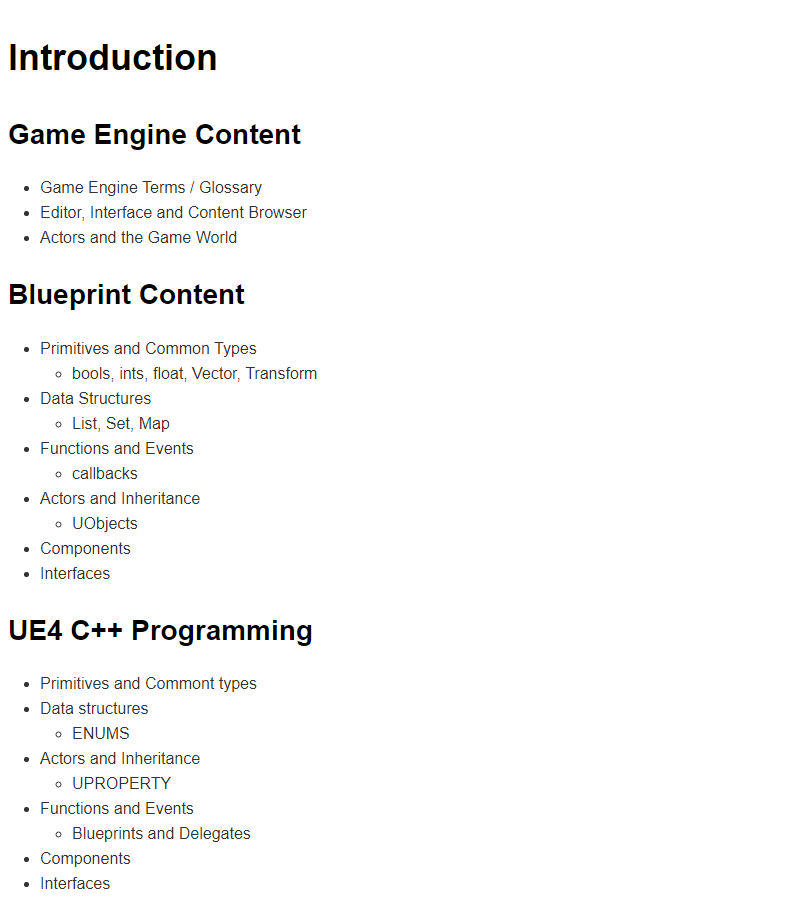 Introduction
Game Engine Content
Game Engine Terms / Glossary
Editor, Interface and Content Browser
Actors and the Game World
Blueprint Content
Primitives and Common Types
bools, ints, float, Vector, Transform
Data Structures
List, Set, Map
Functions and Events
callbacks
Actors and Inheritance
UObjects
Components
Interfaces
UE4 C++ Programming
Primitives and Commont types
Data structures
ENUMS
Actors and Inheritance
UPROPERTY
Functions and Events
Blueprints and Delegates
Components
Interfaces